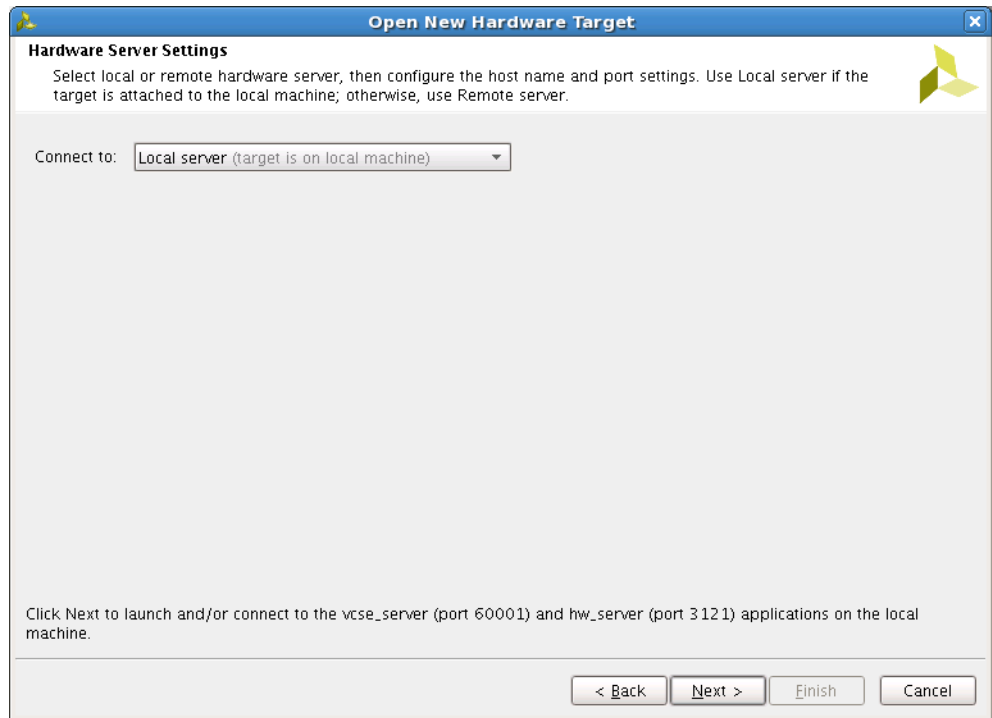 Open New Hardware Target
Hardware Server Settings
Select local or remote hardware server, then configure the host name and port settings. Use Local server if the
target is attached to the local machine; otherwise, use Remote server.
Connect to: Local server (target is on local machine)
Click Next to launch and/or connect to the vcse_server (port 60001) and hw_server (port 3121) applications on the local
machine.
< Back Next > Finish Cancel